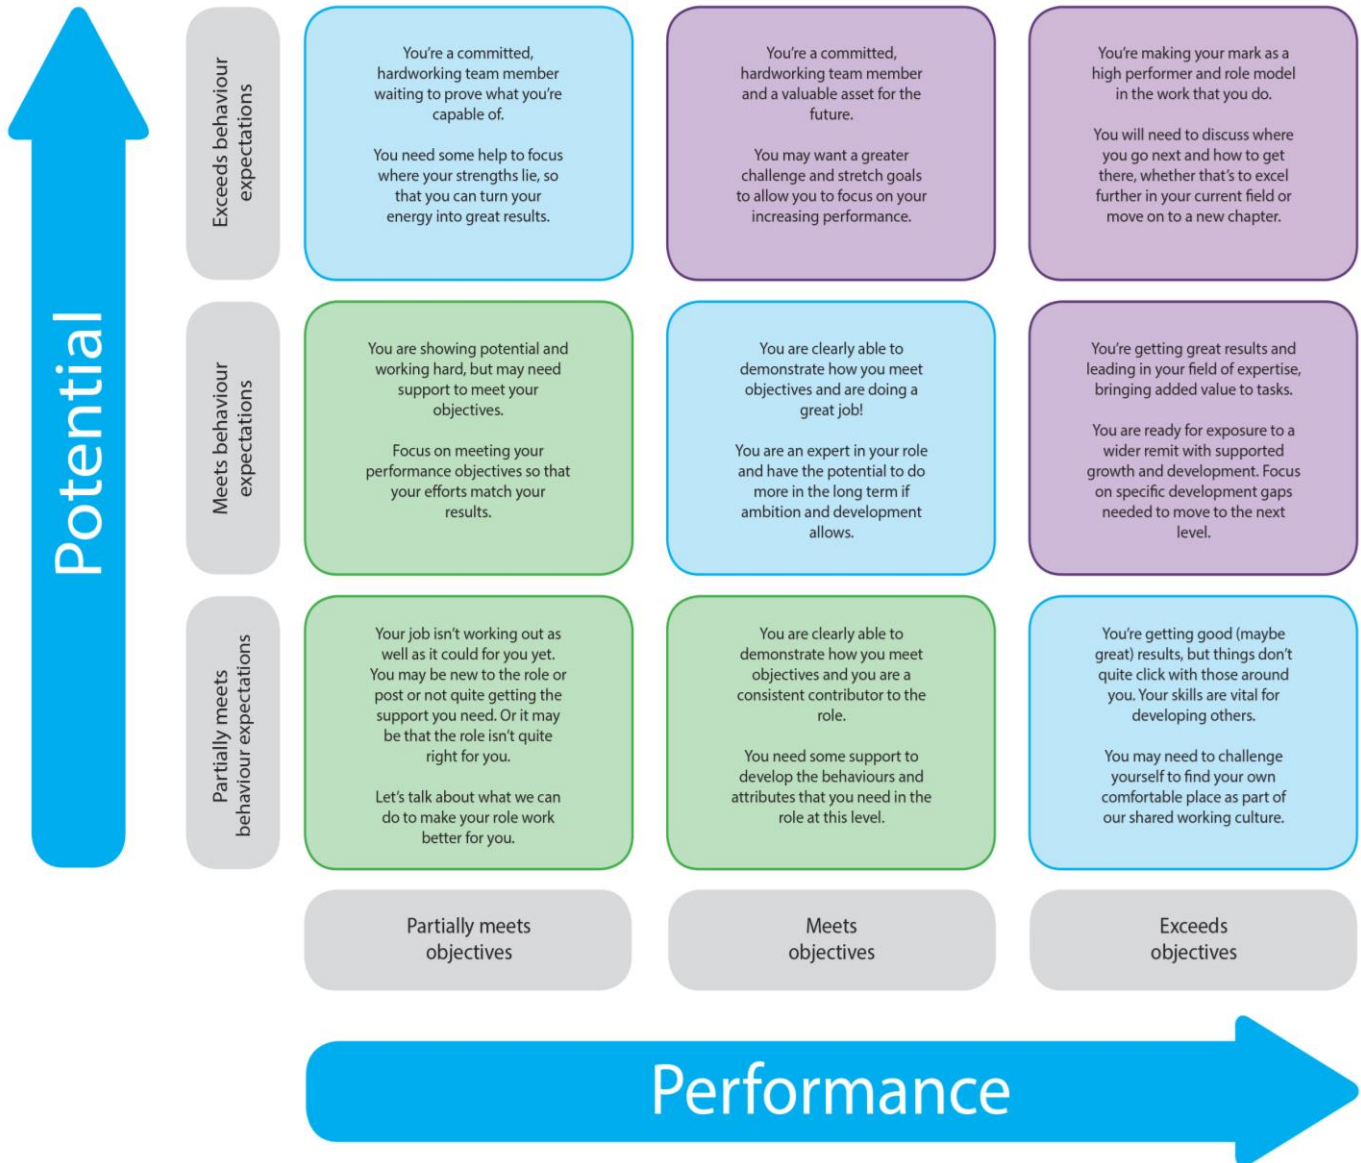 Potential
Exceeds behaviour
expectations
You're a committed,
hardworking team member
waiting to prove what you're
capable of.
You need some help to focus
where your strengths lie, so
that you can turn your
energy into great results.
You're a committed,
hardworking team member
and a valuable asset for the
future.
You may want a greater
challenge and stretch goals
to allow you to focus on your
increasing performance.
You're making your mark as a
high performer and role model
in the work that you do.
You will need to discuss where
you go next and how to get
there, whether that's to excel
further in your current field or
move on to a new chapter.
Meets behaviour
expectations
You are showing potential and
working hard, but may need
support to meet your
objectives.
Focus on meeting your
performance objectives so that
your efforts match your
results.
You are clearly able to
demonstrate how you meet
objectives and are doing a
great job!
You are an expert in your role
and have the potential to do
more in the long term if
ambition and development
allows.
You're getting great results and
leading in your field of expertise,
bringing added value to tasks.
You are ready for exposure to a
wider remit with supported
growth and development. Focus
on specific development gaps
needed to move to the next
level.
Partially meets
behaviour expectations
Your job isn't working out as
well as it could for you yet.
You may be new to the role or
post or not quite getting the
support you need. Or it may
be that the role isn't quite
right for you.
Let's talk about what we can
do to make your role work
better for you.
You are clearly able to
demonstrate how you meet
objectives and you are a
consistent contributor to the
role.
You need some support to
develop the behaviours and
attributes that you need in the
role at this level.
You're getting good (maybe
great) results, but things don't
quite click with those around
you. Your skills are vital for
developing others.
You may need to challenge
yourself to find your own
comfortable place as part of
our shared working culture.
Partially meets
objectives
Meets
objectives
Exceeds
objectives
Performance